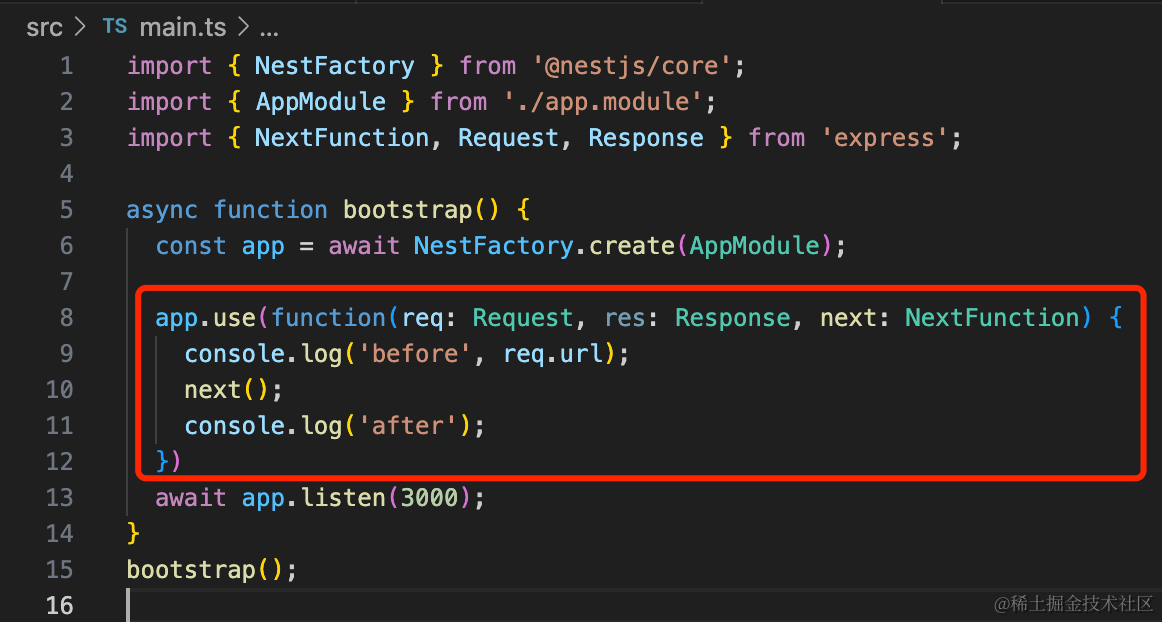 src > TS main.ts > ...
1 import { NestFactory } from '@nestjs/core';
2 import { AppModule } from './app.module';
3 import { NextFunction, Request, Response } from 'express';
4
5 async function bootstrap() {
6   const app = await NestFactory.create(AppModule);
7
8   app.use(function(req: Request, res: Response, next: NextFunction) {
9     console.log('before', req.url);
10     next();
11     console.log('after');
12   })
13   await app.listen(3000);
14 }
15 bootstrap();
16
@稀土掘金技术社区